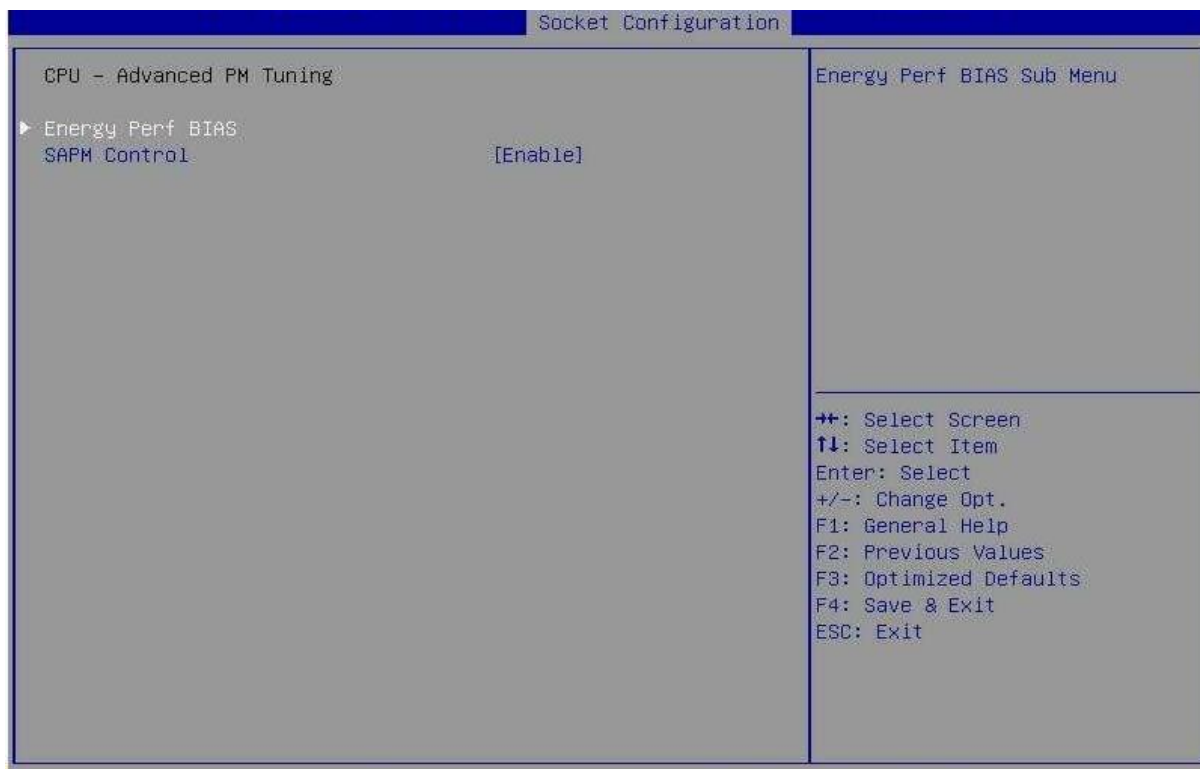 Socket Configuration
CPU – Advanced PM Tuning
Energy Perf BIAS
SAPM Control [Enable]
Energy Perf BIAS Sub Menu
→←: Select Screen
↑↓: Select Item
Enter: Select
+/-: Change Opt.
F1: General Help
F2: Previous Values
F3: Optimized Defaults
F4: Save & Exit
ESC: Exit